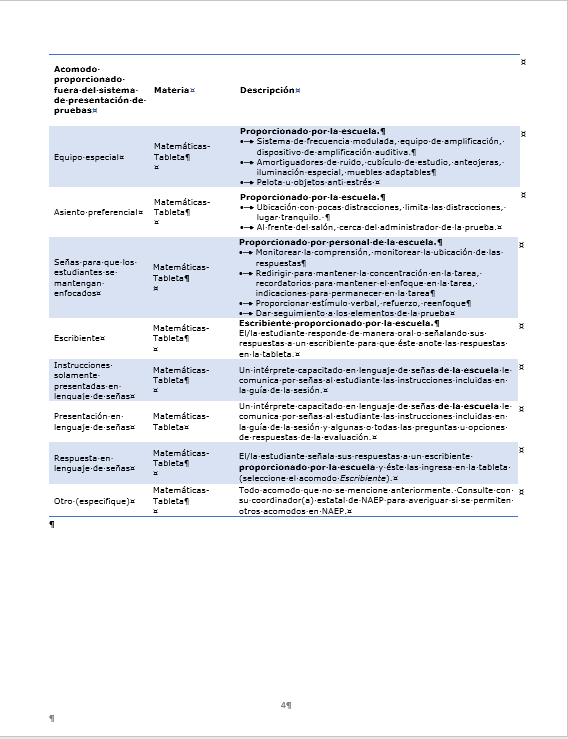 Acomodo
proporcionado
fuera del sistema
de presentación de
pruebas¤
Materia¤
Descripción¤
¤
Equipo especial¤
Matemáticas-
Tableta¶
¤
Proporcionado por la escuela.¶
•→Sistema de frecuencia modulada, equipo de amplificación,
dispositivo de amplificación auditiva.¶
•→Amortiguadores de ruido, cubículo de estudio, anteojeras,
iluminación especial, muebles adaptables¶
•→Pelota u objetos anti-estrés ¤
¤
Asiento preferencial¤
Matemáticas-
Tableta¶
¤
Proporcionado por la escuela.¶
•→Ubicación con pocas distracciones, limita las distracciones,
lugar tranquilo. ¶
•→Al frente del salón, cerca del administrador de la prueba.¤
¤
Señas para que los
estudiantes se
mantengan
enfocados¤
Matemáticas-
Tableta¶
¤
Proporcionado por personal de la escuela.¶
•→Monitorear la comprensión, monitorear la ubicación de las
respuestas¶
•→Redirigir para mantener la concentración en la tarea,
recordatorios para mantener el enfoque en la tarea,
indicaciones para permanecer en la tarea¶
•→Proporcionar estímulo verbal, refuerzo, reenfoque¶
•→Dar seguimiento a los elementos de la prueba¤
¤
Escribiente¤
Matemáticas-
Tableta¶
¤
Escribiente proporcionado por la escuela.¶
El/la estudiante responde de manera oral o señalando sus
respuestas a un escribiente para que éste anote las respuestas
en la tableta.¤
¤
Instrucciones
solamente
presentadas en
lenguaje de señas¤
Matemáticas-
Tableta¶
¤
Un intérprete capacitado en lenguaje de señas de la escuela le
comunica por señas al estudiante las instrucciones incluidas en
la guía de la sesión.¤
¤
Presentación en
lenguaje de señas¤
Matemáticas-
Tableta¶
¤
Un intérprete capacitado en lenguaje de señas de la escuela le
comunica por señas al estudiante las instrucciones incluidas en
la guía de la sesión y algunas o todas las preguntas u opciones
de respuestas de la evaluación.¤
¤
Respuesta en
lenguaje de señas¤
Matemáticas-
Tableta¶
¤
El/la estudiante señala sus respuestas a un escribiente
proporcionado por la escuela y éste las ingresa en la tableta
(seleccione el acomodo Escribiente).¤
¤
Otro (especifique)¤
Matemáticas-
Tableta¶
¤
Todo acomodo que no se mencione anteriormente. Consulte con
su coordinador(a) estatal de NAEP para averiguar si se permiten
otros acomodos en NAEP.¤
¤
¶
4¶
¶